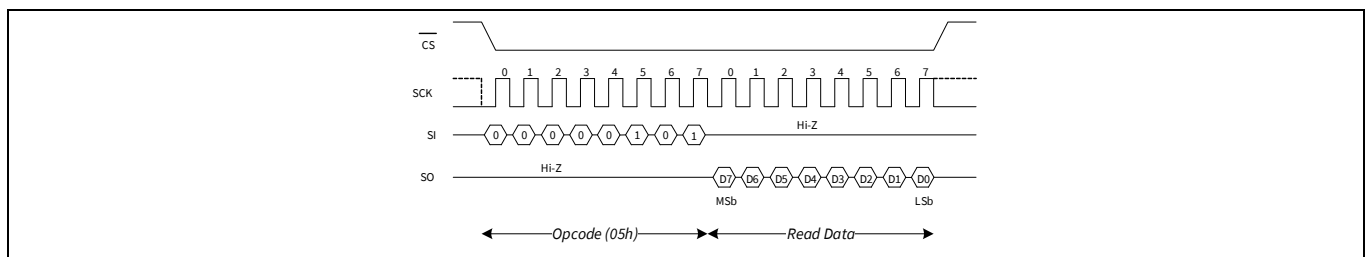 CS
0 1 2 3 4 5 6 7 0 1 2 3 4 5 6 7
SCK
Hi-Z
SI 0 0 0 0 0 1 0 1
Hi-Z
SO D7 D6 D5 D4 D3 D2 D1 D0
MSb LSb
Opcode (05h) Read Data